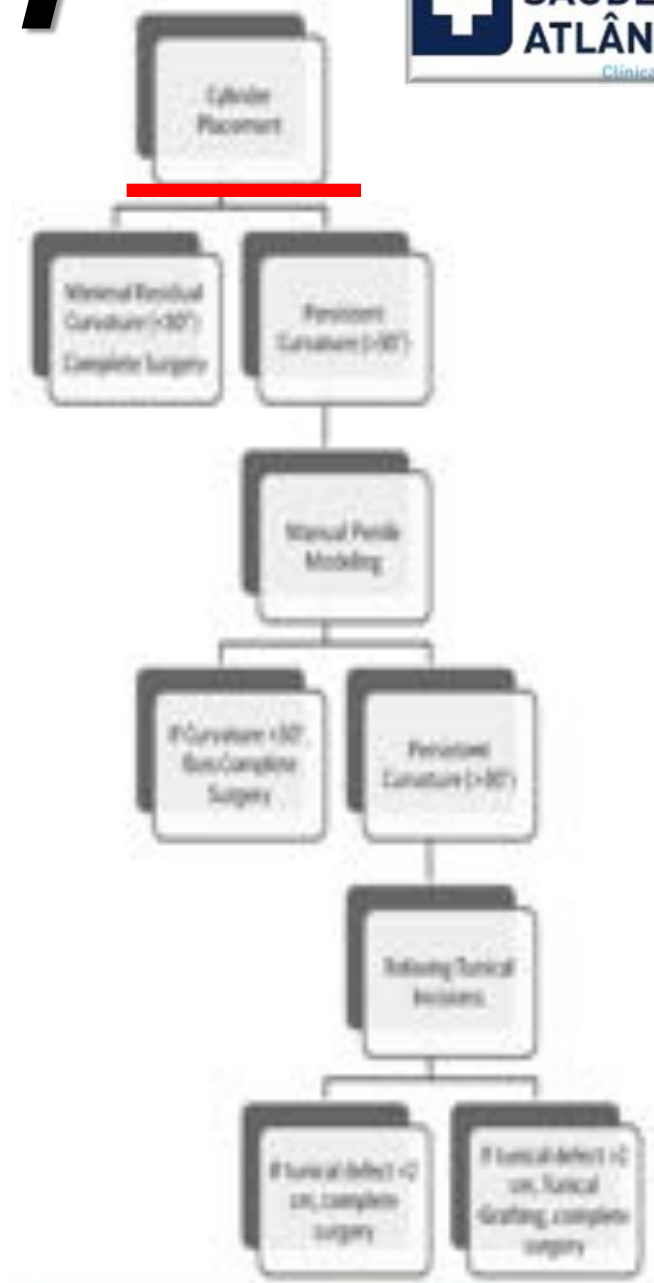 SAÚDE
ATLÂN
Clínica
Cylinder
Placement
Minimal Residual
Curvature (<30°)
Complete Surgery
Persistent
Curvature (>30°)
Manual Penile
Modeling
If Curvature <30°,
Complete
Surgery
Persistent
Curvature (>30°)
Relaxing Tunical
Incisions
If tunical defect <2
cm, complete
surgery
If tunical defect >2
cm, Tunical
Grafting, complete
surgery